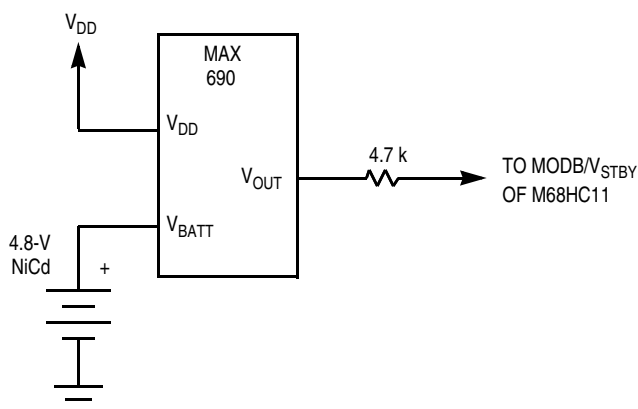 VDD
MAX
690
VDD
4.7 k
VOUT
TO MODB/VSTBY
OF M68HC11
VBATT
4.8-V
NiCd
+